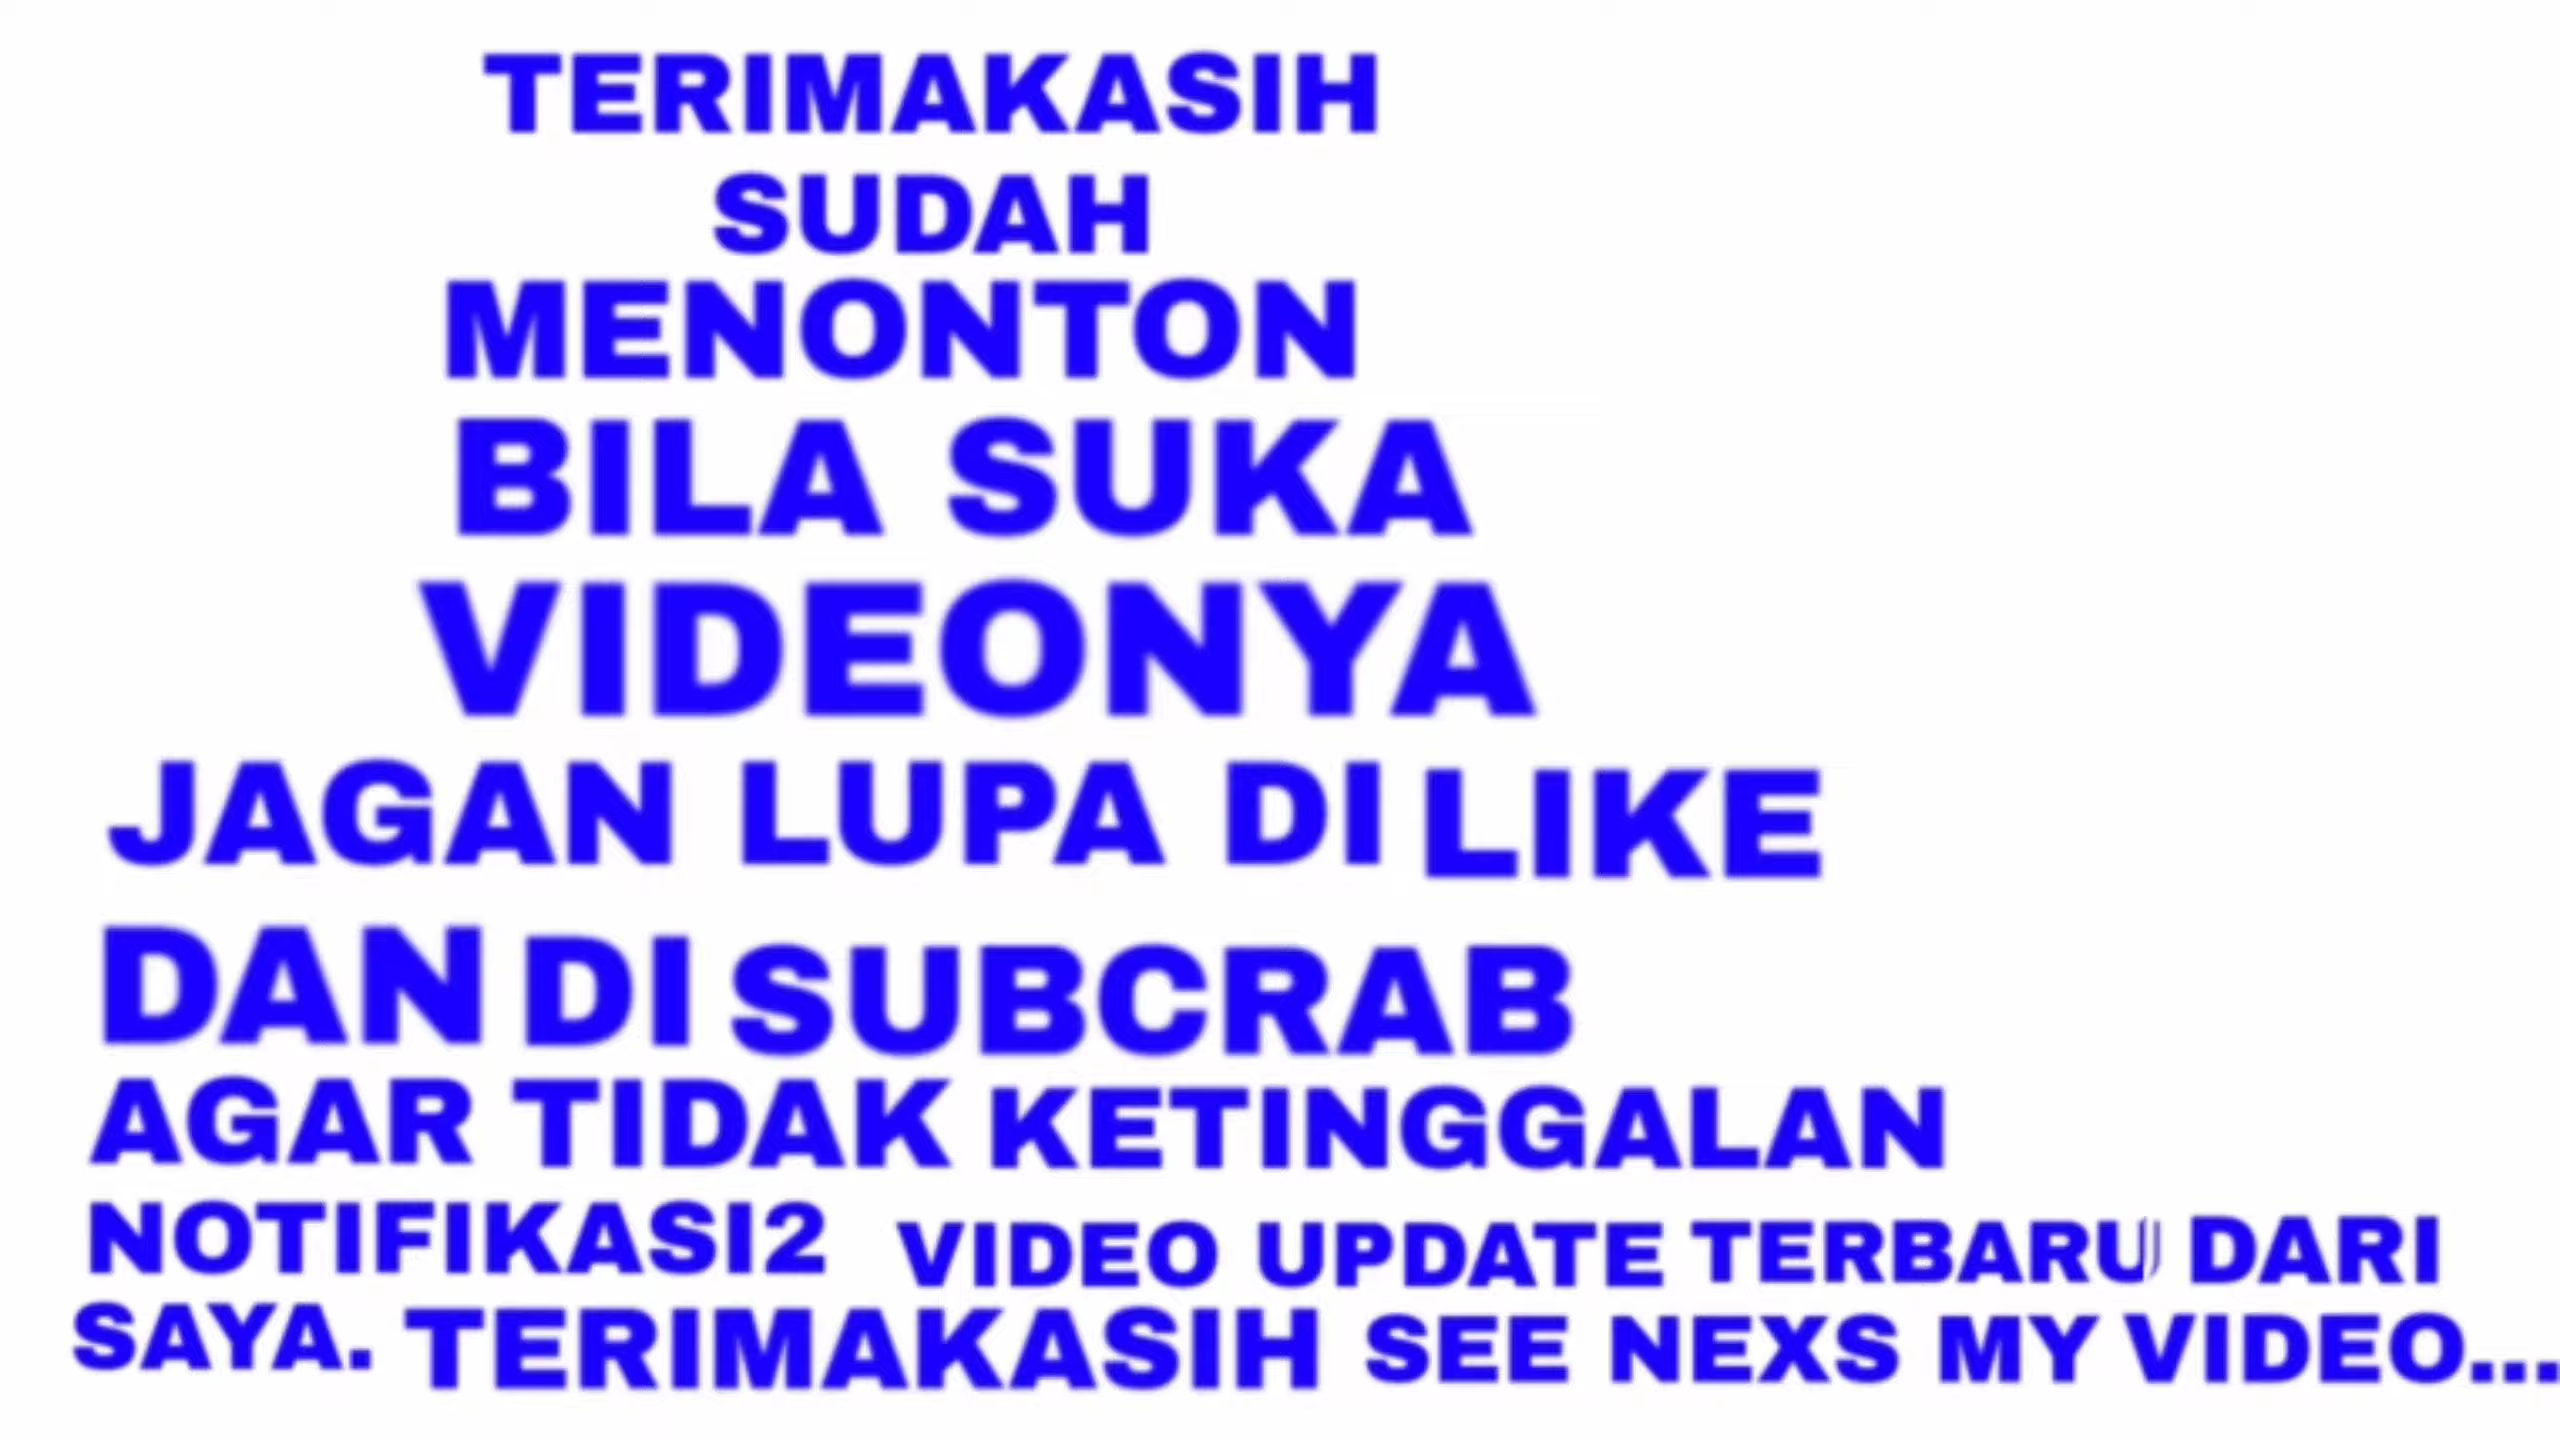 TERIMAKASIH
SUDAH
MENONTON
BILA SUKA
VIDEONYA
JAGAN LUPA DI LIKE
DAN DI SUBCRAB
AGAR TIDAK KETINGGALAN
NOTIFIKASI2 VIDEO UPDATE TERBARU DARI
SAYA. TERIMAKASIH SEE NEXS MY VIDEO...